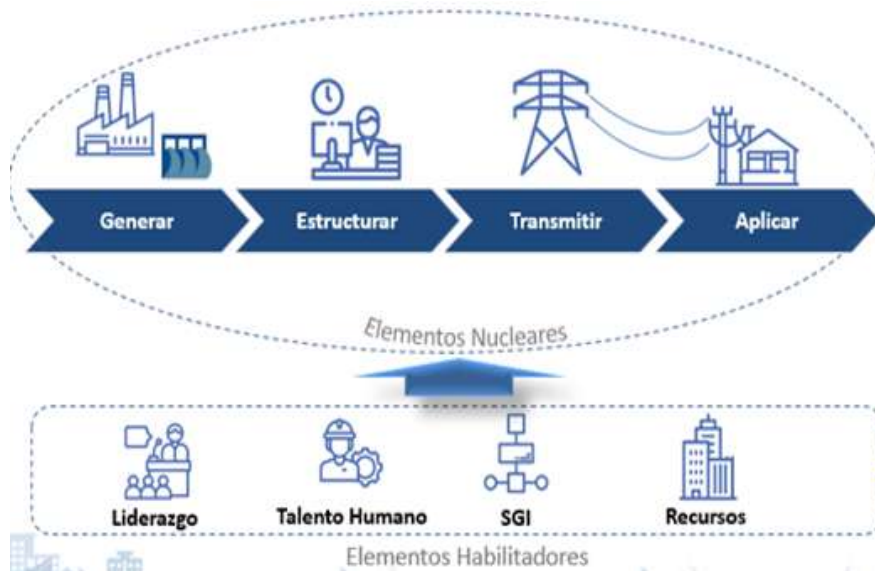 Generar
Estructurar
Transmitir
Aplicar
Elementos Nucleares
Liderazgo
Talento Humano
SGI
Recursos
Elementos Habilitadores